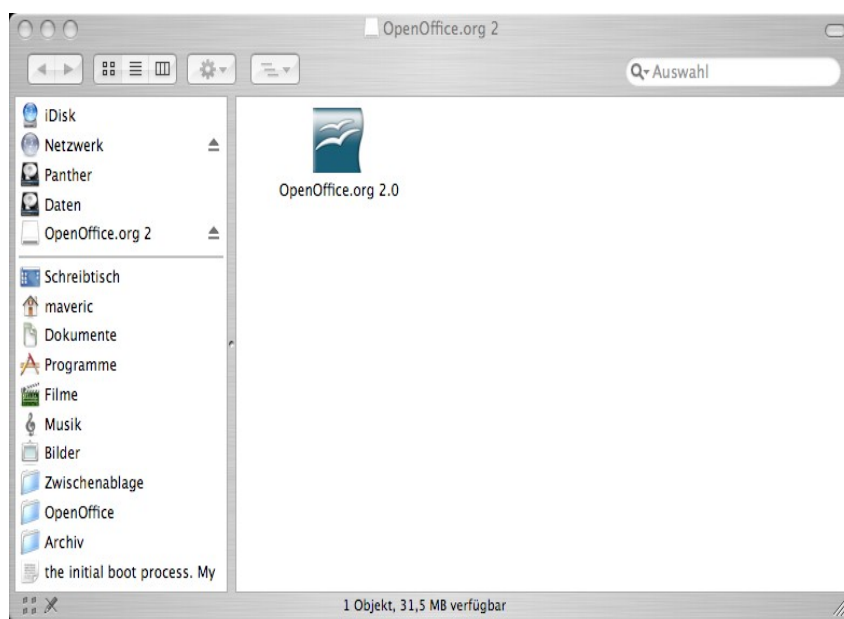 OpenOffice.org 2
Auswahl
iDisk
Netzwerk
Panther
Daten
OpenOffice.org 2
Schreibtisch
maveric
Dokumente
Programme
Filme
Musik
Bilder
Zwischenablage
OpenOffice
Archiv
the initial boot process. My
OpenOffice.org 2.0
1 Objekt, 31,5 MB verfügbar